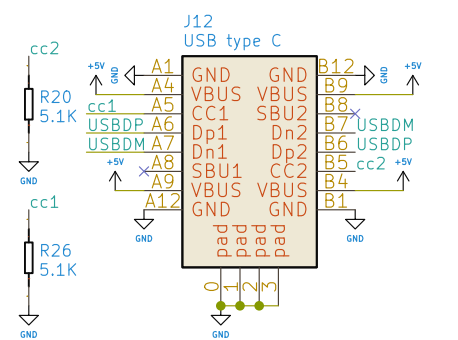 J12
USB type C
cc2
R20
5.1K
GND
cc1
R26
5.1K
GND
+5V
GND
A1
A4
cc1 A5
USBDP A6
USBDM A7
A8
+5V
A9
A12
GND
GND GND
VBUS VBUS
CC1 SBU2
Dp1 Dn2
Dn1 Dp2
SBU1 CC2
VBUS VBUS
GND GND
pad pad pad pad
0 1 2 3
GND
B12
GND
+5V
B9
B8
B7 USBDM
B6 USBDP
B5 cc2
+5V
B4
B1
GND